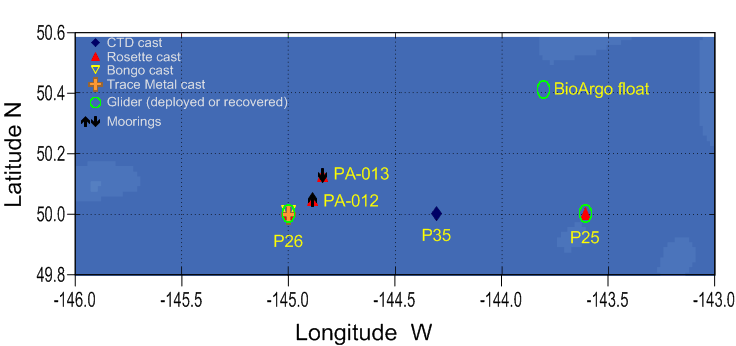 50.6
CTD cast
Rosette cast
Bongo cast
Trace Metal cast
Glider (deployed or recovered)
Moorings
BioArgo float
50.4
50.2
PA-013
PA-012
50.0
P26
P35
P25
49.8
-146.0 -145.5 -145.0 -144.5 -144.0 -143.5 -143.0
Latitude N
Longitude W